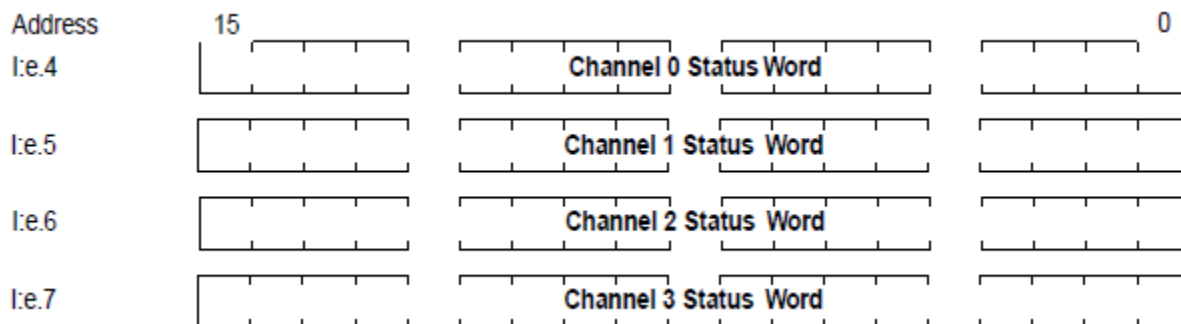 Address 15 0
I:e.4 Channel 0 Status Word
I:e.5 Channel 1 Status Word
I:e.6 Channel 2 Status Word
I:e.7 Channel 3 Status Word